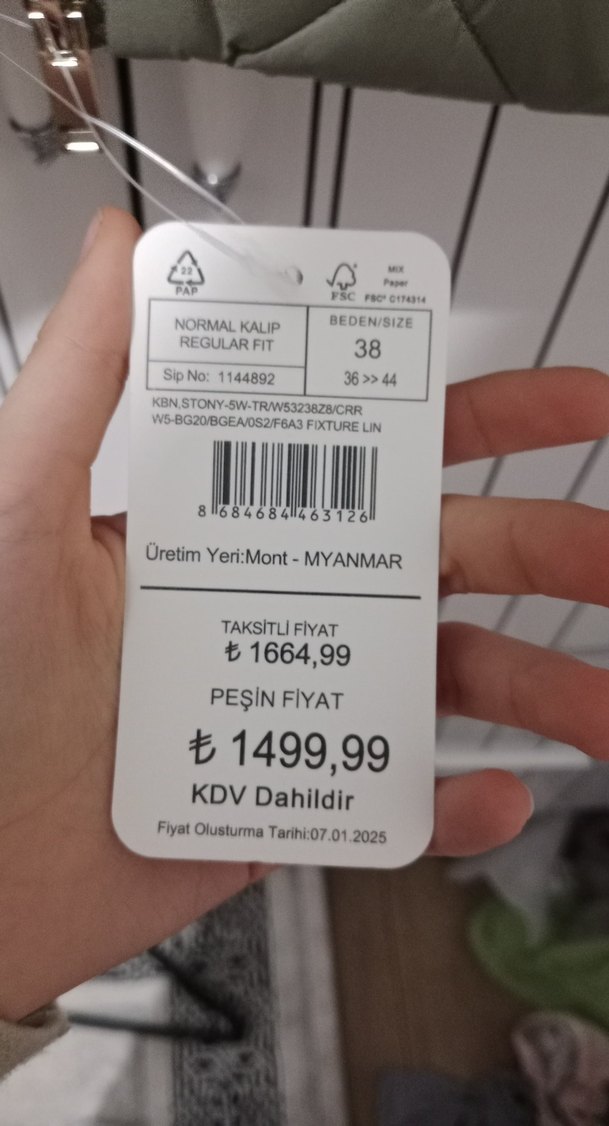 22
PAP
FSC
MIX
Paper
FSC® C174314
NORMAL KALIP
REGULAR FIT
Sip No: 1144892
BEDEN/SIZE
38
36 >> 44
KBN,STONY-5W-TR/W53238Z8/CRR
W5-BG20/BGEA/0S2/F6A3 FIXTURE LIN
8 684684 463126
Üretim Yeri:Mont - MYANMAR
TAKSİTLİ FİYAT
₺ 1664,99
PEŞİN FİYAT
₺ 1499,99
KDV Dahildir
Fiyat Olusturma Tarihi:07.01.2025